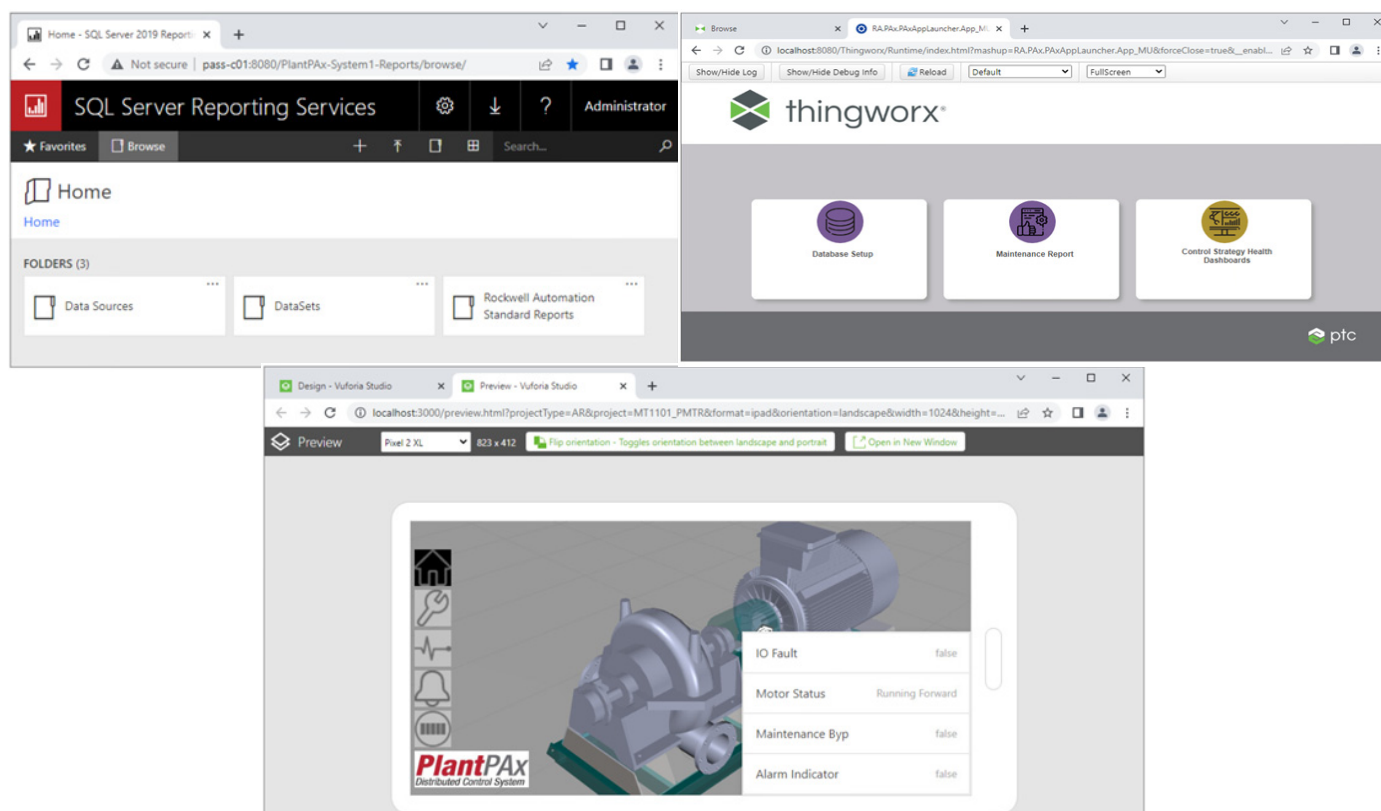 Home - SQL Server 2019 Reporti
Not secure | pass-c01:8080/PlantPAx-System1-Reports/browse/
SQL Server Reporting Services
Administrator
Favorites
Browse
Search...
Home
Home
FOLDERS (3)
Data Sources
DataSets
Rockwell Automation
Standard Reports
Browse
RA.PAx.PAxAppLauncher.App_MU
localhost:8080/Thingworx/Runtime/index.html?mashup=RA.PAx.PAxAppLauncher.App_MU&forceClose=true&__enabl...
Show/Hide Log
Show/Hide Debug Info
Reload
Default
FullScreen
thingworx®
Database Setup
Maintenance Report
Control Strategy Health
Dashboards
ptc
Design - Vuforia Studio
Preview - Vuforia Studio
localhost:3000/preview.html?projectType=AR&project=MT1101_PMTR&format=ipad&orientation=landscape&width=1024&height=...
Preview
Pixel 2 XL
823 x 412
Flip orientation - Toggles orientation between landscape and portrait
Open in New Window
IO Fault false
Motor Status Running Forward
Maintenance Byp false
Alarm Indicator false
PlantPAx
Distributed Control System